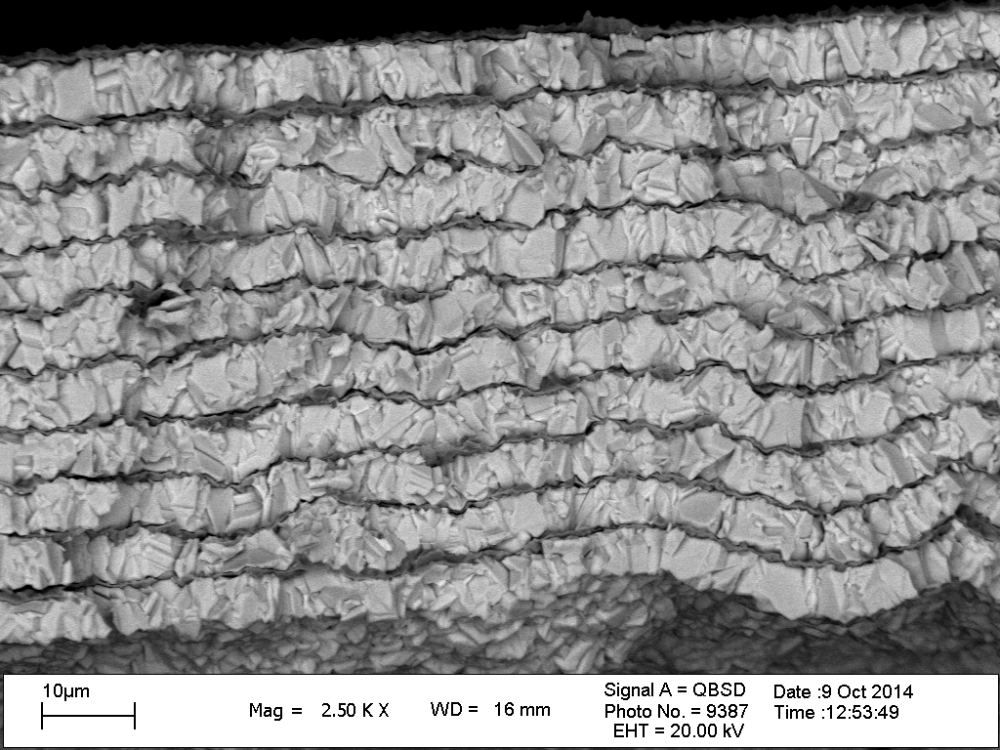 10µm
Mag = 2.50 K X
WD = 16 mm
Signal A = QBSD
Photo No. = 9387
EHT = 20.00 kV
Date :9 Oct 2014
Time :12:53:49